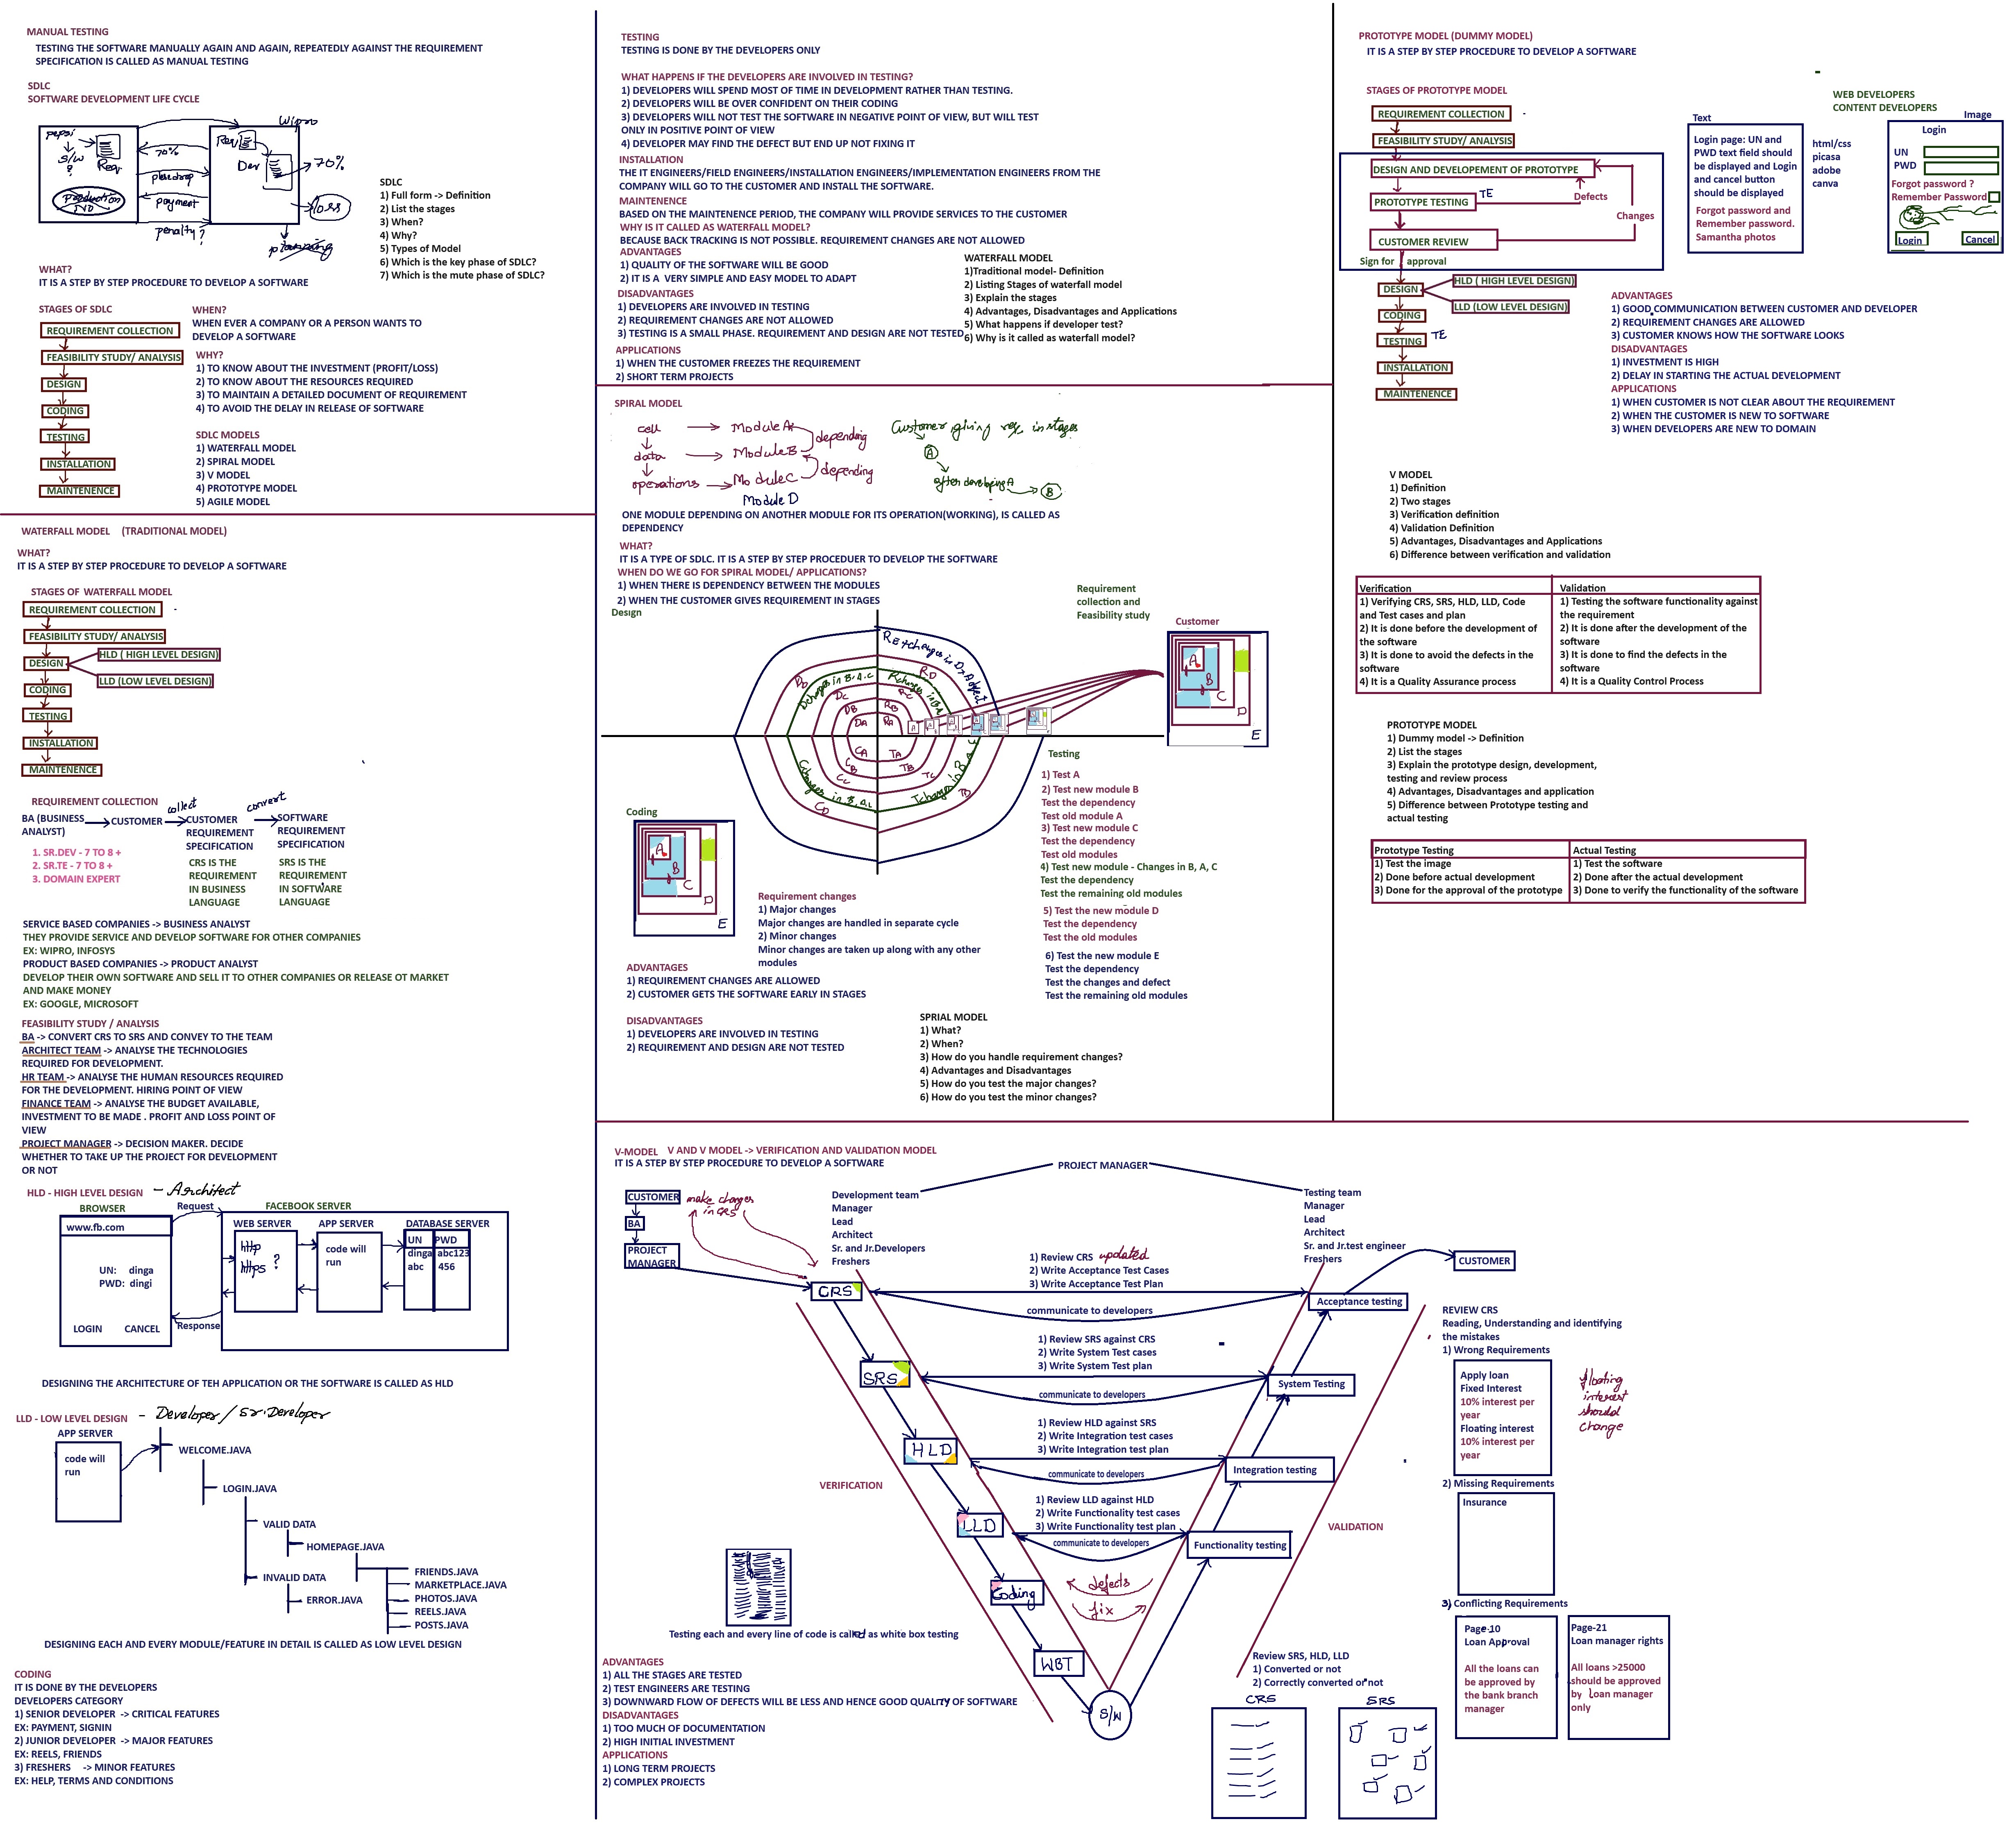 MANUAL TESTING
TESTING THE SOFTWARE MANUALLY AGAIN AND AGAIN, REPEATEDLY AGAINST THE REQUIREMENT
SPECIFICATION IS CALLED AS MANUAL TESTING
SDLC
SOFTWARE DEVELOPMENT LIFE CYCLE
Wipro
pepsi
S/W
?
Req
70%
payment
penalty?
Production
NO
Req
Dev
70%
loss
SDLC
1) Full form -> Definition
2) List the stages
3) When?
4) Why?
5) Types of Model
6) Which is the key phase of SDLC?
7) Which is the mute phase of SDLC?
WHAT?
IT IS A STEP BY STEP PROCEDURE TO DEVELOP A SOFTWARE
STAGES OF SDLC
REQUIREMENT COLLECTION
FEASIBILITY STUDY/ ANALYSIS
DESIGN
CODING
TESTING
INSTALLATION
MAINTENENCE
WHEN?
WHEN EVER A COMPANY OR A PERSON WANTS TO
DEVELOP A SOFTWARE
WHY?
1) TO KNOW ABOUT THE INVESTMENT (PROFIT/LOSS)
2) TO KNOW ABOUT THE RESOURCES REQUIRED
3) TO MAINTAIN A DETAILED DOCUMENT OF REQUIREMENT
4) TO AVOID THE DELAY IN RELEASE OF SOFTWARE
SDLC MODELS
1) WATERFALL MODEL
2) SPIRAL MODEL
3) V MODEL
4) PROTOTYPE MODEL
5) AGILE MODEL
WATERFALL MODEL (TRADITIONAL MODEL)
WHAT?
IT IS A STEP BY STEP PROCEDURE TO DEVELOP A SOFTWARE
STAGES OF WATERFALL MODEL
REQUIREMENT COLLECTION
FEASIBILITY STUDY/ ANALYSIS
DESIGN
HLD ( HIGH LEVEL DESIGN)
LLD (LOW LEVEL DESIGN)
CODING
TESTING
INSTALLATION
MAINTENENCE
REQUIREMENT COLLECTION
collect
convert
BA (BUSINESS
ANALYST)
CUSTOMER
CUSTOMER
REQUIREMENT
SPECIFICATION
SOFTWARE
REQUIREMENT
SPECIFICATION
1. SR.DEV - 7 TO 8 +
2. SR.TE - 7 TO 8 +
3. DOMAIN EXPERT
CRS IS THE
REQUIREMENT
IN BUSINESS
LANGUAGE
SRS IS THE
REQUIREMENT
IN SOFTWARE
LANGUAGE
SERVICE BASED COMPANIES -> BUSINESS ANALYST
THEY PROVIDE SERVICE AND DEVELOP SOFTWARE FOR OTHER COMPANIES
EX: WIPRO, INFOSYS
PRODUCT BASED COMPANIES -> PRODUCT ANALYST
DEVELOP THEIR OWN SOFTWARE AND SELL IT TO OTHER COMPANIES OR RELEASE OT MARKET
AND MAKE MONEY
EX: GOOGLE, MICROSOFT
FEASIBILITY STUDY / ANALYSIS
BA -> CONVERT CRS TO SRS AND CONVEY TO THE TEAM
ARCHITECT TEAM -> ANALYSE THE TECHNOLOGIES
REQUIRED FOR DEVELOPMENT.
HR TEAM -> ANALYSE THE HUMAN RESOURCES REQUIRED
FOR THE DEVELOPMENT. HIRING POINT OF VIEW
FINANCE TEAM -> ANALYSE THE BUDGET AVAILABLE,
INVESTMENT TO BE MADE . PROFIT AND LOSS POINT OF
VIEW
PROJECT MANAGER -> DECISION MAKER. DECIDE
WHETHER TO TAKE UP THE PROJECT FOR DEVELOPMENT
OR NOT
HLD - HIGH LEVEL DESIGN - Architect
BROWSER
Request
FACEBOOK SERVER
www.fb.com
WEB SERVER
APP SERVER
DATABASE SERVER
http
https ?
code will
run
UN PWD
dinga abc123
abc 456
UN: dinga
PWD: dingi
LOGIN CANCEL
Response
DESIGNING THE ARCHITECTURE OF TEH APPLICATION OR THE SOFTWARE IS CALLED AS HLD
LLD - LOW LEVEL DESIGN - Developer / Sr.Developer
APP SERVER
code will
run
WELCOME.JAVA
LOGIN.JAVA
VALID DATA
HOMEPAGE.JAVA
INVALID DATA
ERROR.JAVA
FRIENDS.JAVA
MARKETPLACE.JAVA
PHOTOS.JAVA
REELS.JAVA
POSTS.JAVA
DESIGNING EACH AND EVERY MODULE/FEATURE IN DETAIL IS CALLED AS LOW LEVEL DESIGN
CODING
IT IS DONE BY THE DEVELOPERS
DEVELOPERS CATEGORY
1) SENIOR DEVELOPER -> CRITICAL FEATURES
EX: PAYMENT, SIGNIN
2) JUNIOR DEVELOPER -> MAJOR FEATURES
EX: REELS, FRIENDS
3) FRESHERS -> MINOR FEATURES
EX: HELP, TERMS AND CONDITIONS
TESTING
TESTING IS DONE BY THE DEVELOPERS ONLY
WHAT HAPPENS IF THE DEVELOPERS ARE INVOLVED IN TESTING?
1) DEVELOPERS WILL SPEND MOST OF TIME IN DEVELOPMENT RATHER THAN TESTING.
2) DEVELOPERS WILL BE OVER CONFIDENT ON THEIR CODING
3) DEVELOPERS WILL NOT TEST THE SOFTWARE IN NEGATIVE POINT OF VIEW, BUT WILL TEST
ONLY IN POSITIVE POINT OF VIEW
4) DEVELOPER MAY FIND THE DEFECT BUT END UP NOT FIXING IT
INSTALLATION
THE IT ENGINEERS/FIELD ENGINEERS/INSTALLATION ENGINEERS/IMPLEMENTATION ENGINEERS FROM THE
COMPANY WILL GO TO THE CUSTOMER AND INSTALL THE SOFTWARE.
MAINTENENCE
BASED ON THE MAINTENENCE PERIOD, THE COMPANY WILL PROVIDE SERVICES TO THE CUSTOMER
WHY IS IT CALLED AS WATERFALL MODEL?
BECAUSE BACK TRACKING IS NOT POSSIBLE. REQUIREMENT CHANGES ARE NOT ALLOWED
ADVANTAGES
1) QUALITY OF THE SOFTWARE WILL BE GOOD
2) IT IS A VERY SIMPLE AND EASY MODEL TO ADAPT
DISADVANTAGES
1) DEVELOPERS ARE INVOLVED IN TESTING
2) REQUIREMENT CHANGES ARE NOT ALLOWED
3) TESTING IS A SMALL PHASE. REQUIREMENT AND DESIGN ARE NOT TESTED
APPLICATIONS
1) WHEN THE CUSTOMER FREEZES THE REQUIREMENT
2) SHORT TERM PROJECTS
WATERFALL MODEL
1)Traditional model- Definition
2) Listing Stages of waterfall model
3) Explain the stages
4) Advantages, Disadvantages and Applications
5) What happens if developer test?
6) Why is it called as waterfall model?
SPIRAL MODEL
call
Module A
depending
data
Module B
depending
operations
Module C
Module D
Customer giving req. in stages
A
after developing A
B
ONE MODULE DEPENDING ON ANOTHER MODULE FOR ITS OPERATION(WORKING), IS CALLED AS
DEPENDENCY
WHAT?
IT IS A TYPE OF SDLC. IT IS A STEP BY STEP PROCEDUER TO DEVELOP THE SOFTWARE
WHEN DO WE GO FOR SPIRAL MODEL/ APPLICATIONS?
1) WHEN THERE IS DEPENDENCY BETWEEN THE MODULES
2) WHEN THE CUSTOMER GIVES REQUIREMENT IN STAGES
Design
Requirement
collection and
Feasibility study
Customer
A
B
C
D
E
DD
RD
Dchanges in B.A.C
DC
RC
DB
RB
DA
RA
CA
TA
CB
TB
CC
TC
Cchanges in B,A,C
CD
TD
Coding
A
B
C
D
E
Testing
1) Test A
2) Test new module B
Test the dependency
Test old module A
3) Test new module C
Test the dependency
Test old modules
4) Test new module - Changes in B, A, C
Test the dependency
Test the remaining old modules
5) Test the new module D
Test the dependency
Test the old modules
6) Test the new module E
Test the dependency
Test the changes and defect
Test the remaining old modules
Requirement changes
1) Major changes
Major changes are handled in separate cycle
2) Minor changes
Minor changes are taken up along with any other
modules
ADVANTAGES
1) REQUIREMENT CHANGES ARE ALLOWED
2) CUSTOMER GETS THE SOFTWARE EARLY IN STAGES
DISADVANTAGES
1) DEVELOPERS ARE INVOLVED IN TESTING
2) REQUIREMENT AND DESIGN ARE NOT TESTED
SPRIAL MODEL
1) What?
2) When?
3) How do you handle requirement changes?
4) Advantages and Disadvantages
5) How do you test the major changes?
6) How do you test the minor changes?
PROTOTYPE MODEL (DUMMY MODEL)
IT IS A STEP BY STEP PROCEDURE TO DEVELOP A SOFTWARE
STAGES OF PROTOTYPE MODEL
REQUIREMENT COLLECTION
FEASIBILITY STUDY/ ANALYSIS
DESIGN AND DEVELOPEMENT OF PROTOTYPE
PROTOTYPE TESTING
TE
Defects
Changes
CUSTOMER REVIEW
Sign for approval
DESIGN
HLD ( HIGH LEVEL DESIGN)
LLD (LOW LEVEL DESIGN)
CODING
TESTING TE
INSTALLATION
MAINTENENCE
WEB DEVELOPERS
CONTENT DEVELOPERS
Text
Login page: UN and
PWD text field should
be displayed and Login
and cancel button
should be displayed
Forgot password and
Remember password.
Samantha photos
html/css
picasa
adobe
canva
Image
Login
UN
PWD
Forgot password ?
Remember Password
Login
Cancel
ADVANTAGES
1) GOOD COMMUNICATION BETWEEN CUSTOMER AND DEVELOPER
2) REQUIREMENT CHANGES ARE ALLOWED
3) CUSTOMER KNOWS HOW THE SOFTWARE LOOKS
DISADVANTAGES
1) INVESTMENT IS HIGH
2) DELAY IN STARTING THE ACTUAL DEVELOPMENT
APPLICATIONS
1) WHEN CUSTOMER IS NOT CLEAR ABOUT THE REQUIREMENT
2) WHEN THE CUSTOMER IS NEW TO SOFTWARE
3) WHEN DEVELOPERS ARE NEW TO DOMAIN
V MODEL
1) Definition
2) Two stages
3) Verification definition
4) Validation Definition
5) Advantages, Disadvantages and Applications
6) Difference between verification and validation
Verification
1) Verifying CRS, SRS, HLD, LLD, Code
and Test cases and plan
2) It is done before the development of
the software
3) It is done to avoid the defects in the
software
4) It is a Quality Assurance process
Validation
1) Testing the software functionality against
the requirement
2) It is done after the development of the
software
3) It is done to find the defects in the
software
4) It is a Quality Control Process
PROTOTYPE MODEL
1) Dummy model -> Definition
2) List the stages
3) Explain the prototype design, development,
testing and review process
4) Advantages, Disadvantages and application
5) Difference between Prototype testing and
actual testing
Prototype Testing
1) Test the image
2) Done before actual development
3) Done for the approval of the prototype
Actual Testing
1) Test the software
2) Done after the actual development
3) Done to verify the functionality of the software
V-MODEL V AND V MODEL -> VERIFICATION AND VALIDATION MODEL
IT IS A STEP BY STEP PROCEDURE TO DEVELOP A SOFTWARE
PROJECT MANAGER
CUSTOMER
make changes
in CRS
BA
PROJECT
MANAGER
Development team
Manager
Lead
Architect
Sr. and Jr.Developers
Freshers
Testing team
Manager
Lead
Architect
Sr. and Jr.test engineer
Freshers
CUSTOMER
1) Review CRS updated
2) Write Acceptance Test Cases
3) Write Acceptance Test Plan
CRS
communicate to developers
Acceptance testing
1) Review SRS against CRS
2) Write System Test cases
3) Write System Test plan
SRS
communicate to developers
System Testing
1) Review HLD against SRS
2) Write Integration test cases
3) Write Integration test plan
HLD
communicate to developers
Integration testing
VERIFICATION
1) Review LLD against HLD
2) Write Functionality test cases
3) Write Functionality test plan
LLD
communicate to developers
Functionality testing
VALIDATION
Coding
defects
fix
Testing each and every line of code is called as white box testing
WBT
S/W
ADVANTAGES
1) ALL THE STAGES ARE TESTED
2) TEST ENGINEERS ARE TESTING
3) DOWNWARD FLOW OF DEFECTS WILL BE LESS AND HENCE GOOD QUALITY OF SOFTWARE
DISADVANTAGES
1) TOO MUCH OF DOCUMENTATION
2) HIGH INITIAL INVESTMENT
APPLICATIONS
1) LONG TERM PROJECTS
2) COMPLEX PROJECTS
Review SRS, HLD, LLD
1) Converted or not
2) Correctly converted or not
CRS
SRS
REVIEW CRS
Reading, Understanding and identifying
the mistakes
1) Wrong Requirements
Apply loan
Fixed Interest
10% interest per
year
Floating interest
10% interest per
year
floating
interest
should
change
2) Missing Requirements
Insurance
3) Conflicting Requirements
Page-10
Loan Approval
All the loans can
be approved by
the bank branch
manager
Page-21
Loan manager rights
All loans >25000
should be approved
by Loan manager
only